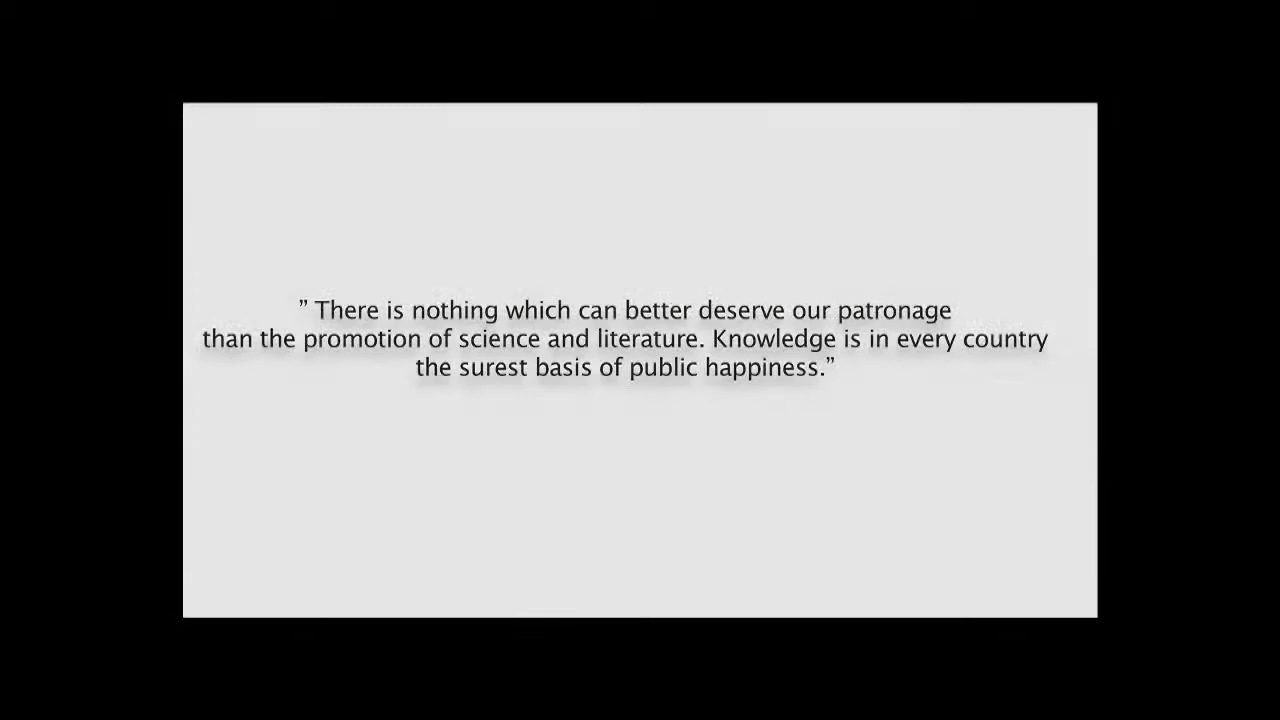 ” There is nothing which can better deserve our patronage
than the promotion of science and literature. Knowledge is in every country
the surest basis of public happiness.”